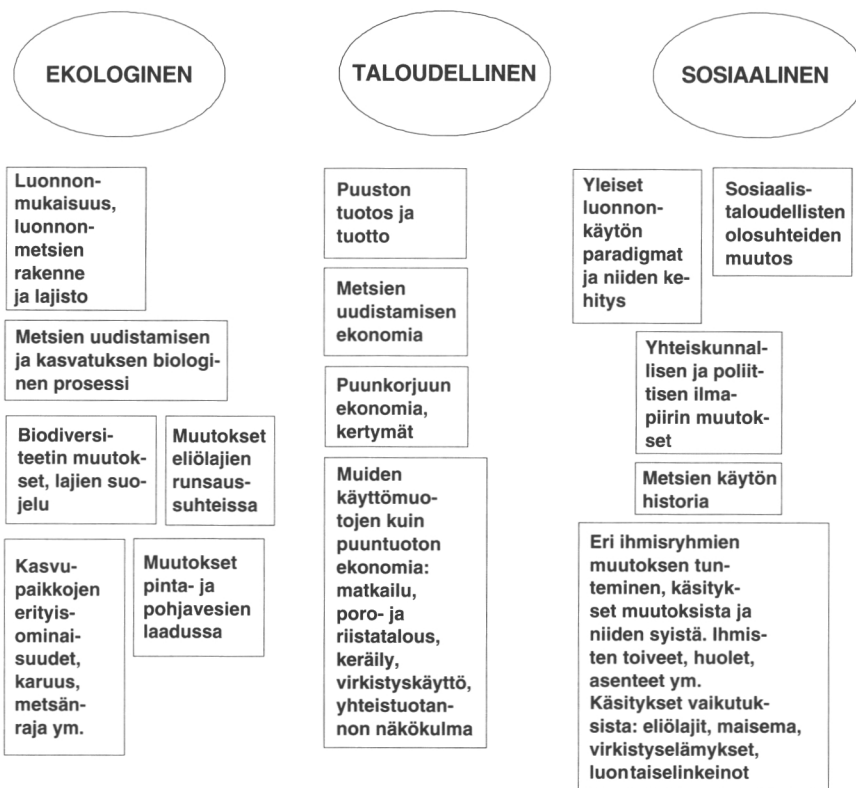 EKOLOGINEN
Luonnon-
mukaisuus,
luonnon-
metsien
rakenne
ja lajisto
Metsien uudistamisen
ja kasvatuksen biologi-
nen prosessi
Biodiversi-
teetin muutok-
set, lajien suo-
jelu
Muutokset
eliölajien
runsaus-
suhteissa
Kasvu-
paikkojen
erityis-
ominai-
suudet,
karuus,
metsän-
raja ym.
Muutokset
pinta- ja
pohjavesien
laadussa
TALOUDELLINEN
Puuston
tuotos ja
tuotto
Metsien
uudistamisen
ekonomia
Puunkorjuun
ekonomia,
kertymät
Muiden
käyttömuo-
tojen kuin
puuntuoton
ekonomia:
matkailu,
poro- ja
riistatalous,
keräily,
virkistyskäyttö,
yhteistuotan-
non näkökulma
SOSIAALINEN
Yleiset
luonnon-
käytön
paradigmat
ja niiden ke-
hitys
Sosiaalis-
taloudellisten
olosuhteiden
muutos
Yhteiskunnal-
lisen ja poliit-
tisen ilma-
piirin muutok-
set
Metsien käytön
historia
Eri ihmisryhmien
muutoksen tun-
teminen, käsityk-
set muutoksista ja
niiden syistä. Ihmis-
ten toiveet, huolet,
asenteet ym.
Käsitykset vaikutuk-
sista: eliölajit, maisema,
virkistyselämykset,
luontaiselinkeinot